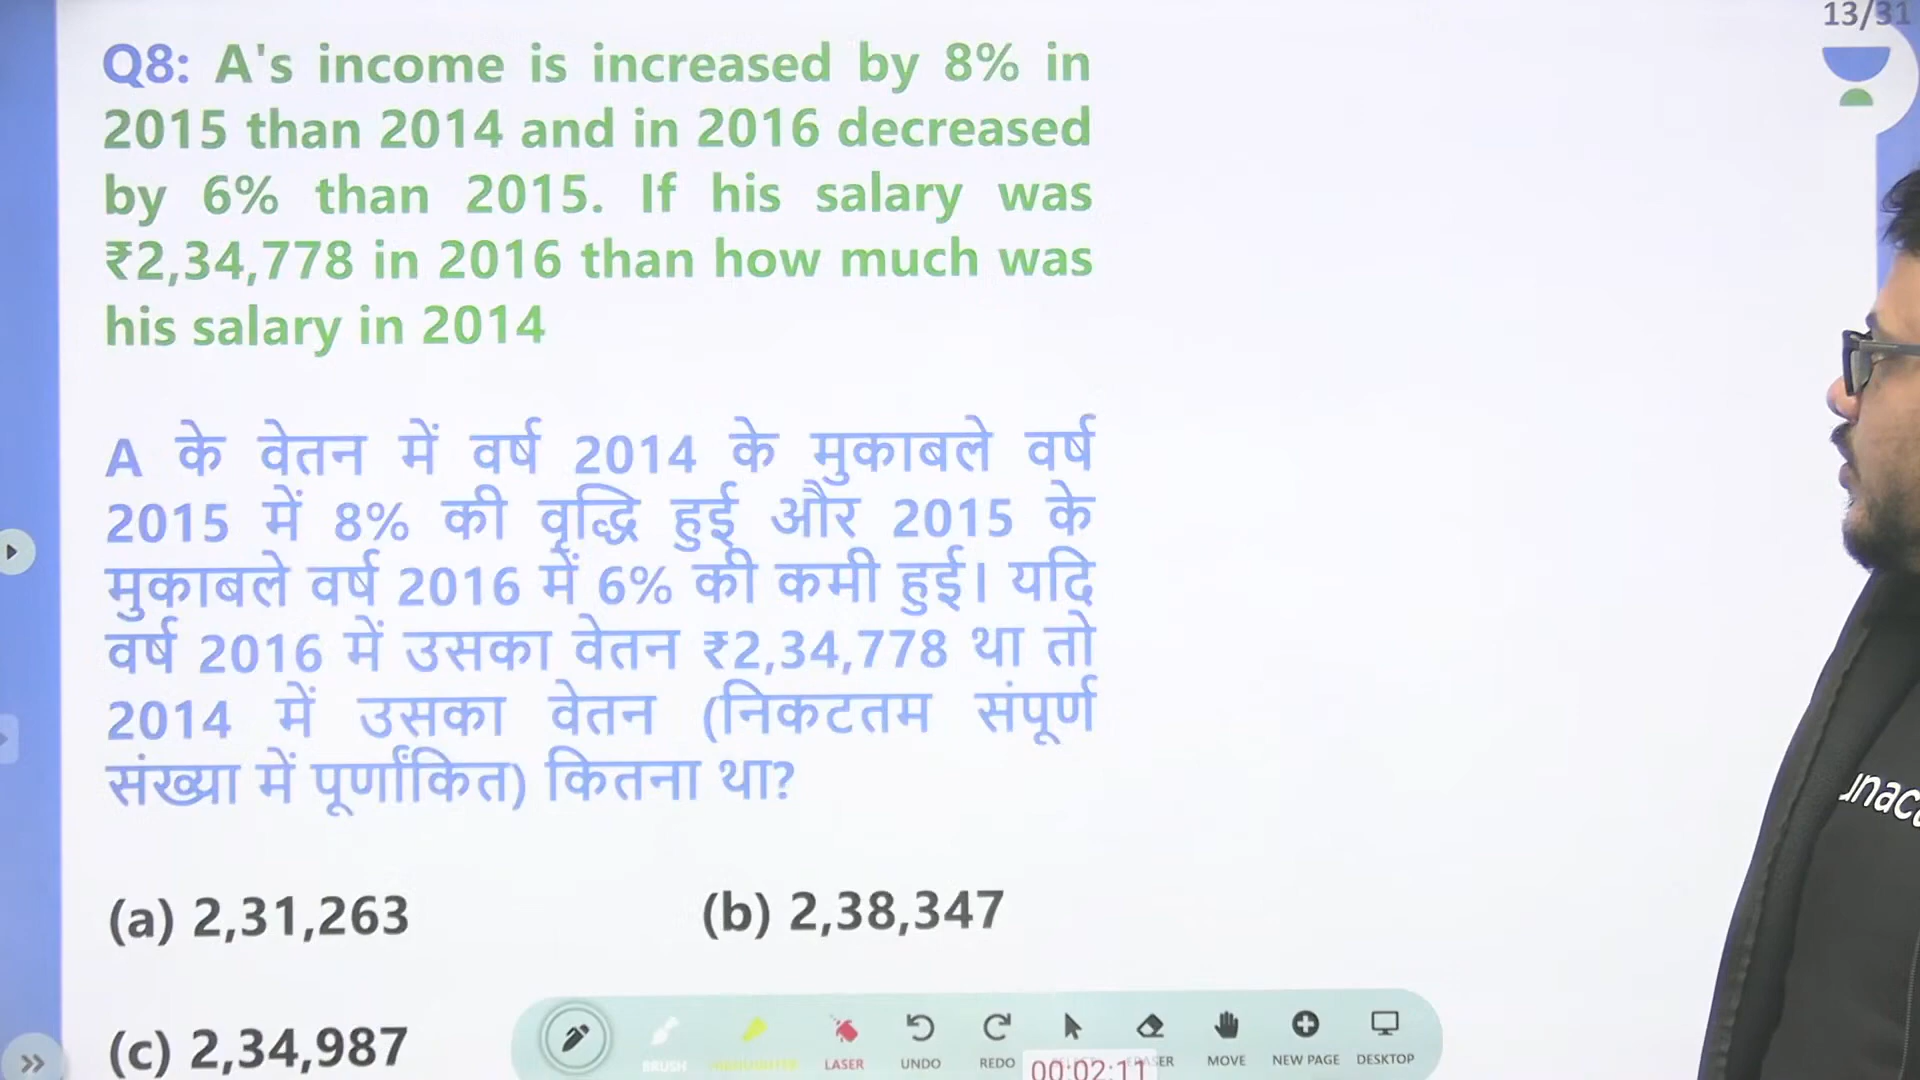 13/31
Q8: A's income is increased by 8% in
2015 than 2014 and in 2016 decreased
by 6% than 2015. If his salary was
₹2,34,778 in 2016 than how much was
his salary in 2014
A के वेतन में वर्ष 2014 के मुकाबले वर्ष
2015 में 8% की वृद्धि हुई और 2015 के
मुकाबले वर्ष 2016 में 6% की कमी हुई। यदि
वर्ष 2016 में उसका वेतन ₹2,34,778 था तो
2014 में उसका वेतन (निकटतम संपूर्ण
संख्या में पूर्णांकित) कितना था?
(a) 2,31,263 (b) 2,38,347
(c) 2,34,987
BRUSH HIGHLIGHTER LASER UNDO REDO MOVE NEW PAGE DESKTOP
00:02:11